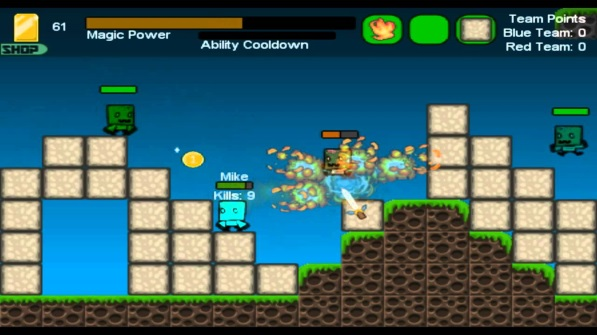 61
SHOP
Magic Power
Ability Cooldown
Team Points
Blue Team: 0
Red Team: 0
Mike
Kills: 9